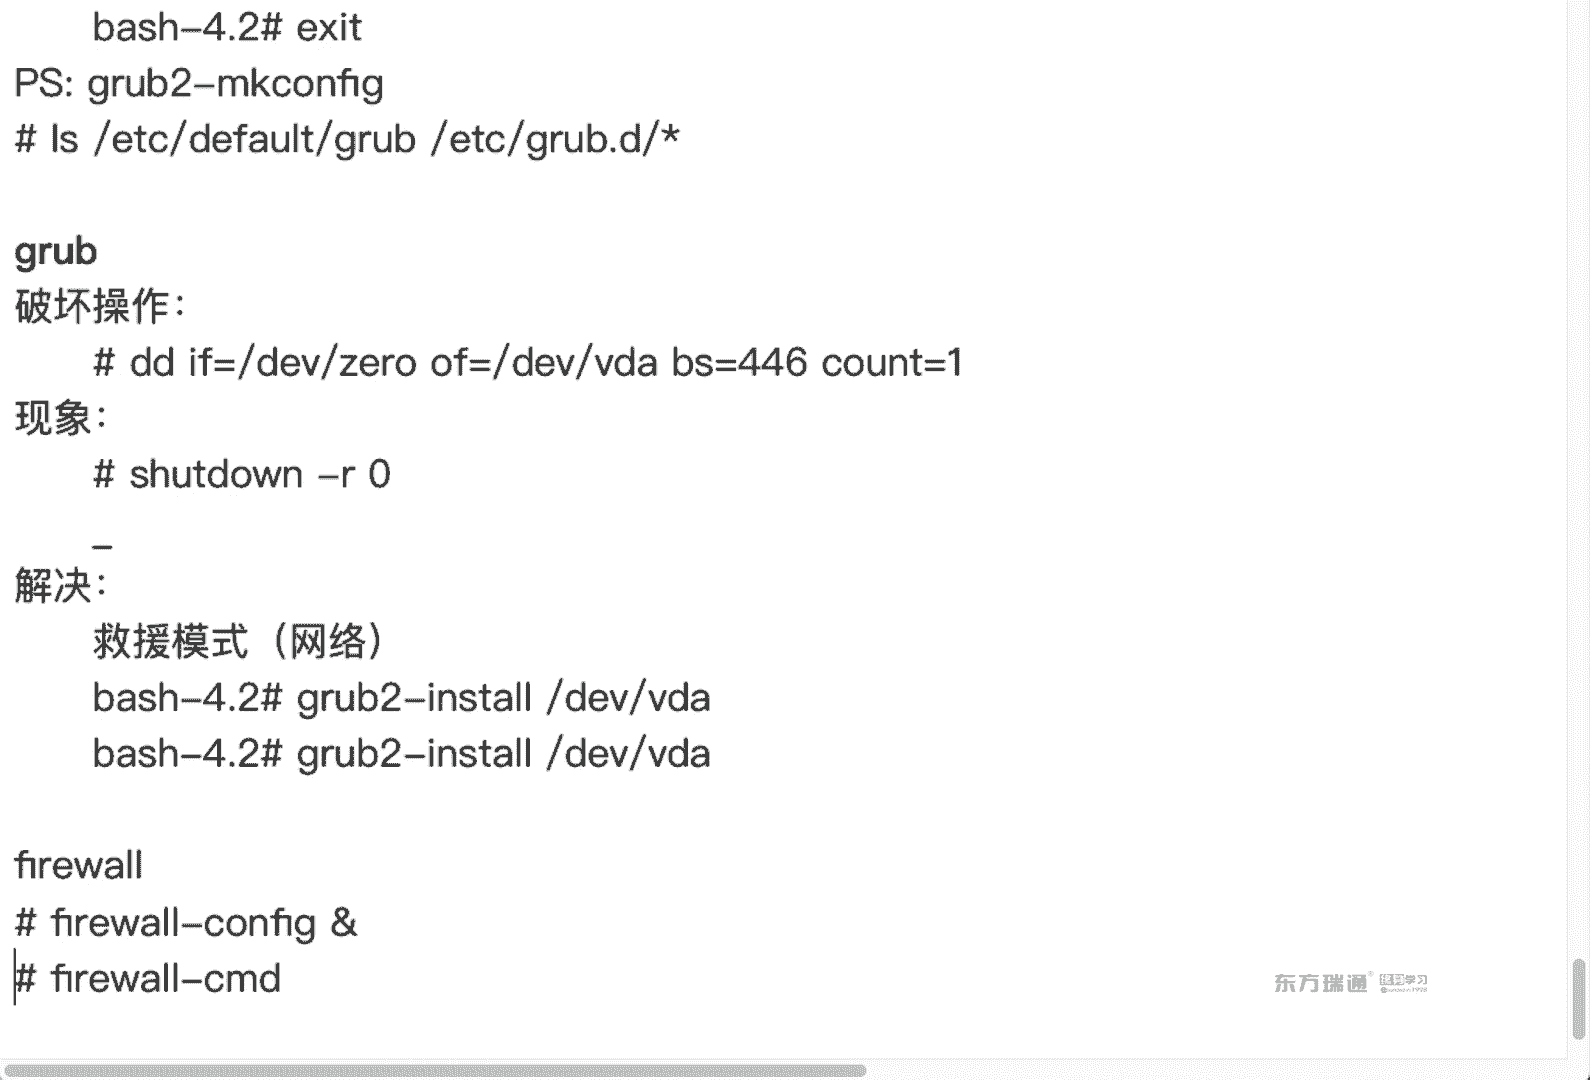 bash-4.2# exit
PS: grub2-mkconfig
# ls /etc/default/grub /etc/grub.d/*
grub
破坏操作：
# dd if=/dev/zero of=/dev/vda bs=446 count=1
现象：
# shutdown -r 0
_
解决：
救援模式（网络）
bash-4.2# grub2-install /dev/vda
bash-4.2# grub2-install /dev/vda
firewall
# firewall-config &
# firewall-cmd
东方瑞通®